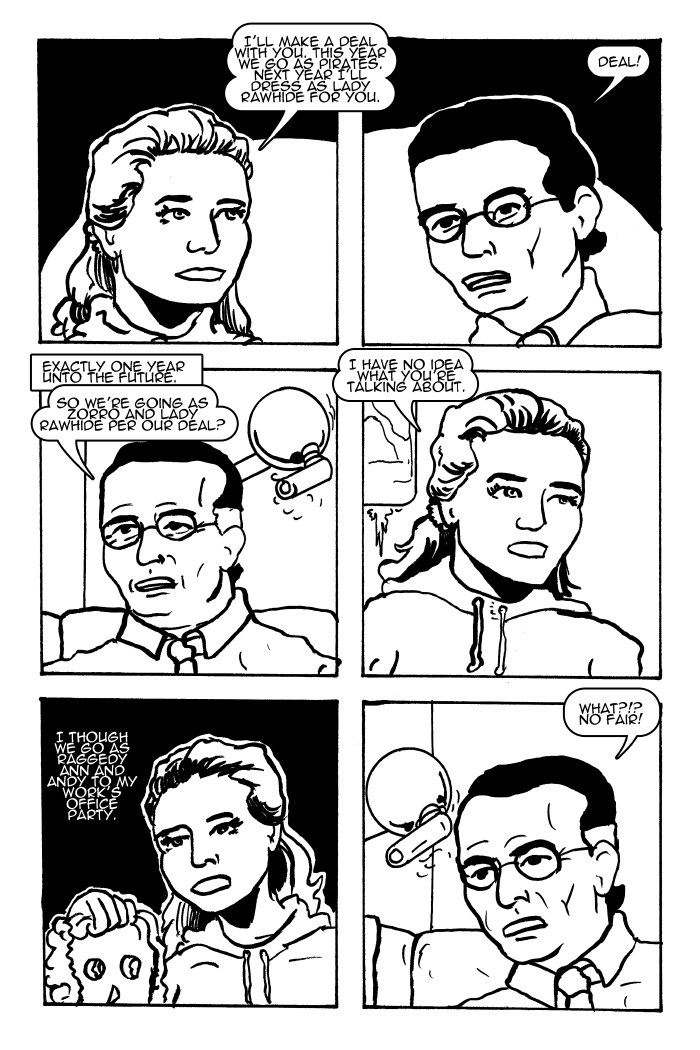 I'LL MAKE A DEAL
WITH YOU. THIS YEAR
WE GO AS PIRATES.
NEXT YEAR I'LL
DRESS AS LADY
RAWHIDE FOR YOU.
DEAL!
EXACTLY ONE YEAR
UNTO THE FUTURE.
SO WE'RE GOING AS
ZORRO AND LADY
RAWHIDE PER OUR DEAL?
I HAVE NO IDEA
WHAT YOU'RE
TALKING ABOUT.
I THOUGH
WE GO AS
RAGGEDY
ANN AND
ANDY TO MY
WORK'S
OFFICE
PARTY.
WHAT?!?
NO FAIR!